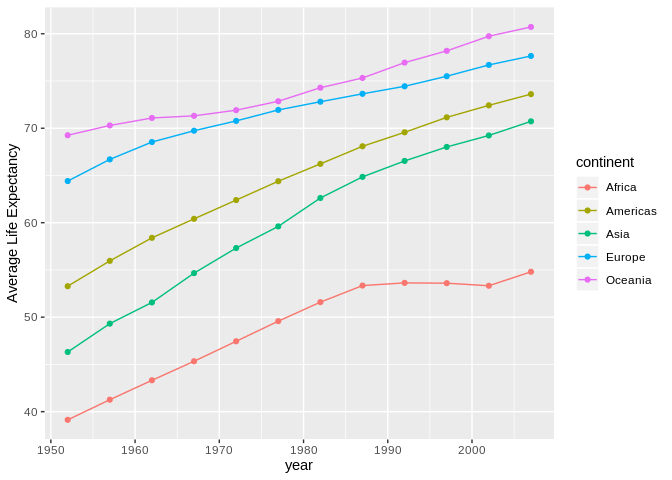 80
70
60
50
40
Average Life Expectancy
1950 1960 1970 1980 1990 2000
year
continent
Africa
Americas
Asia
Europe
Oceania